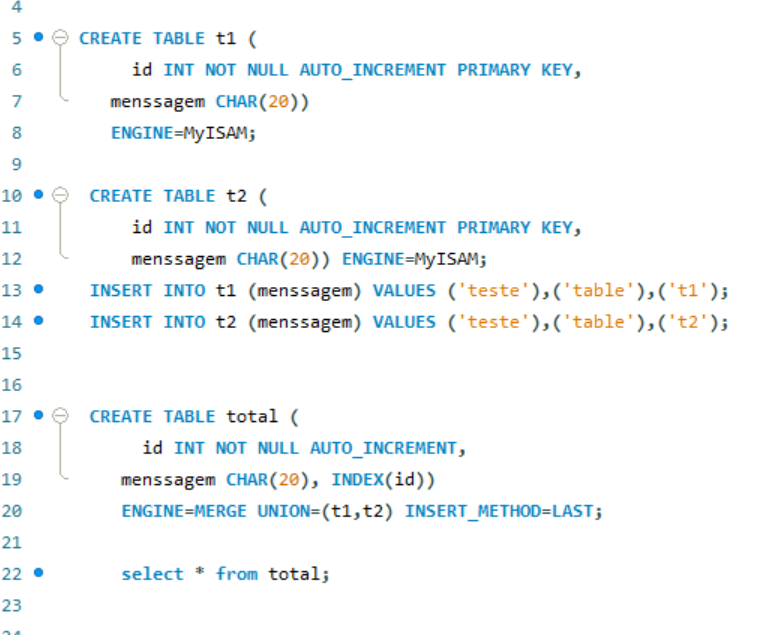 4
5 CREATE TABLE t1 (
6 id INT NOT NULL AUTO_INCREMENT PRIMARY KEY,
7 menssagem CHAR(20))
8 ENGINE=MyISAM;
9
10 CREATE TABLE t2 (
11 id INT NOT NULL AUTO_INCREMENT PRIMARY KEY,
12 menssagem CHAR(20)) ENGINE=MyISAM;
13 INSERT INTO t1 (menssagem) VALUES ('teste'),('table'),('t1');
14 INSERT INTO t2 (menssagem) VALUES ('teste'),('table'),('t2');
15
16
17 CREATE TABLE total (
18 id INT NOT NULL AUTO_INCREMENT,
19 menssagem CHAR(20), INDEX(id))
20 ENGINE=MERGE UNION=(t1,t2) INSERT_METHOD=LAST;
21
22 select * from total;
23